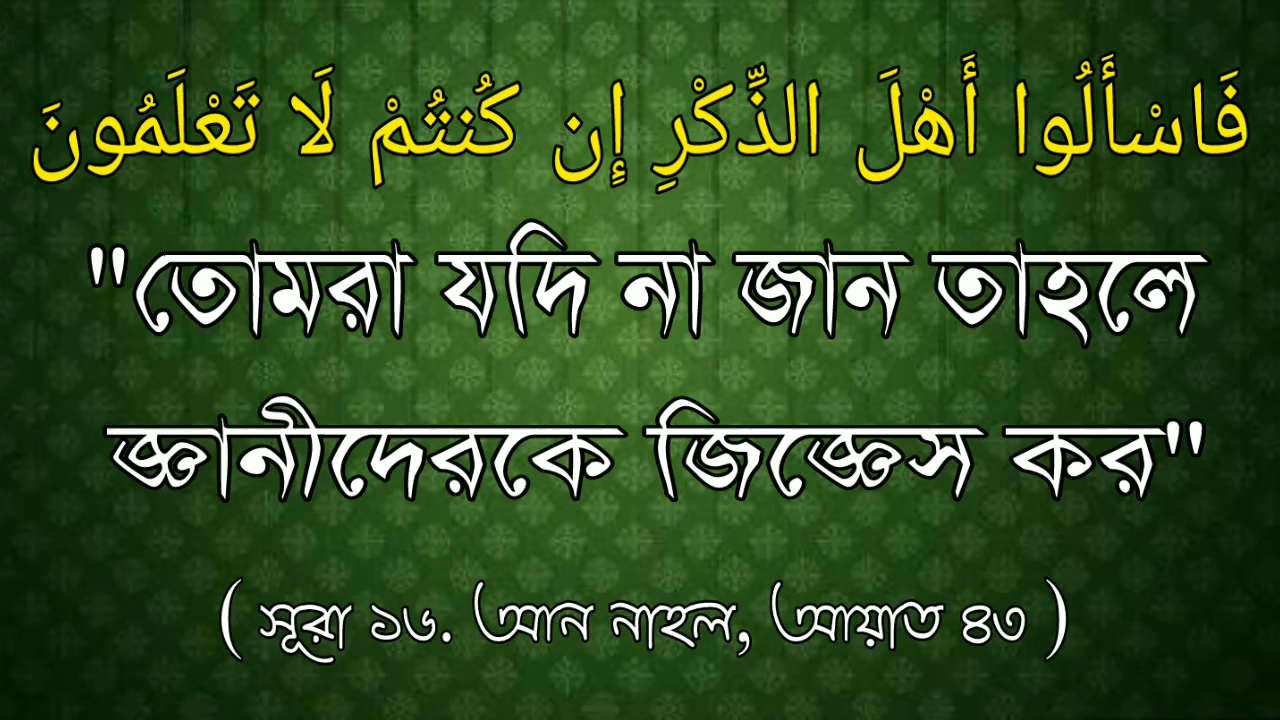 فَاسْأَلُوا أَهْلَ الذِّكْرِ إِن كُنتُمْ لَا تَعْلَمُونَ
"তোমরা যদি না জান তাহলে
জ্ঞানীদেরকে জিজ্ঞেস কর"
( সূরা ১৬. আন নাহল, আয়াত ৪৩ )